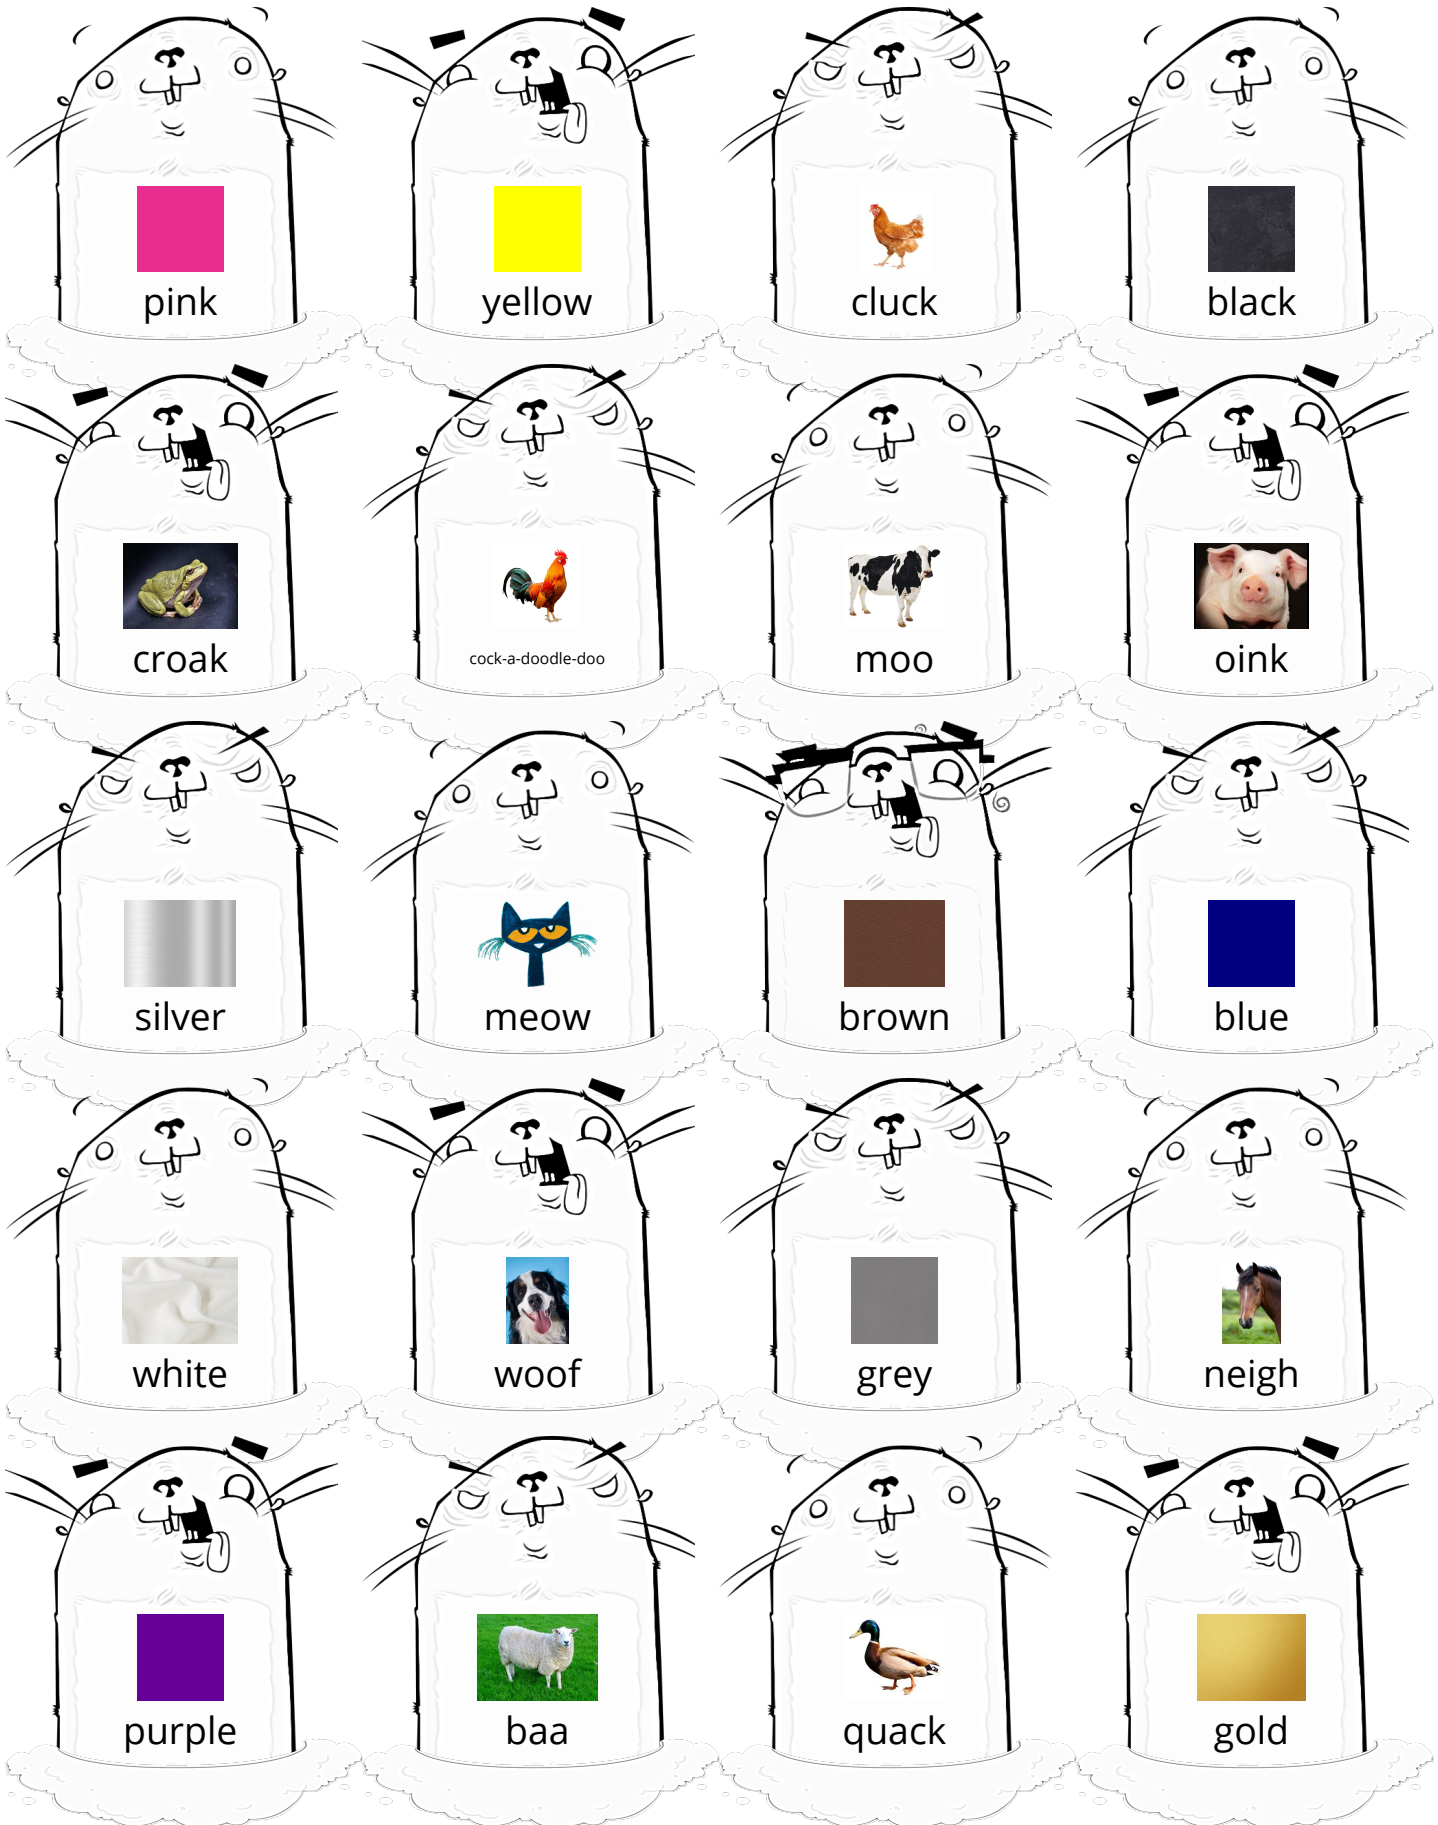 pink
yellow
cluck
black
croak
cock-a-doodle-doo
moo
oink
silver
meow
brown
blue
white
woof
grey
neigh
purple
baa
quack
gold